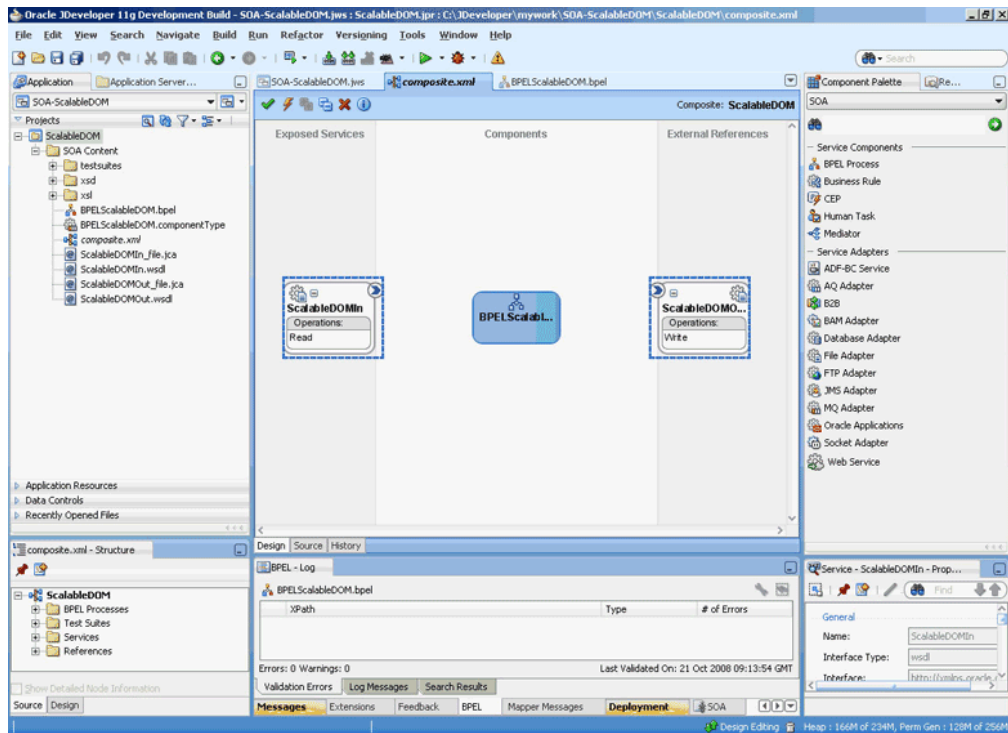 Oracle JDeveloper 11g Development Build - SOA-ScalableDOM.jws : ScalableDOM.jpr : C:\JDeveloper\mywork\SOA-ScalableDOM\ScalableDOM\composite.xml
File Edit View Search Navigate Build Run Refactor Versioning Tools Window Help
Search
Application
Application Server...
SOA-ScalableDOM
Projects
ScalableDOM
SOA Content
testsuites
xsd
xsl
BPELScalableDOM.bpel
BPELScalableDOM.componentType
composite.xml
ScalableDOMIn_file.jca
ScalableDOMIn.wsdl
ScalableDOMOut_file.jca
ScalableDOMOut.wsdl
Application Resources
Data Controls
Recently Opened Files
composite.xml - Structure
ScalableDOM
BPEL Processes
Test Suites
Services
References
Show Detailed Node Information
Source Design
SOA-ScalableDOM.jws
composite.xml
BPELScalableDOM.bpel
Composite: ScalableDOM
Exposed Services
Components
External References
ScalableDOMIn
Operations:
Read
BPELScalabl...
ScalableDOMO...
Operations:
Write
Design Source History
BPEL - Log
BPELScalableDOM.bpel
XPath Type # of Errors
Errors: 0 Warnings: 0
Last Validated On: 21 Oct 2008 09:13:54 GMT
Validation Errors Log Messages Search Results
Messages Extensions Feedback BPEL Mapper Messages Deployment SOA
Component Palette
Re...
SOA
Service Components
BPEL Process
Business Rule
CEP
Human Task
Mediator
Service Adapters
ADF-BC Service
AQ Adapter
B2B
BAM Adapter
Database Adapter
File Adapter
FTP Adapter
JMS Adapter
MQ Adapter
Oracle Applications
Socket Adapter
Web Service
Service - ScalableDOMIn - Prop...
Find
General
Name: ScalableDOMIn
Interface Type: wsdl
Interface: http://xmlns.oracle.
Design Editing
Heap : 166M of 234M, Perm Gen : 128M of 256M